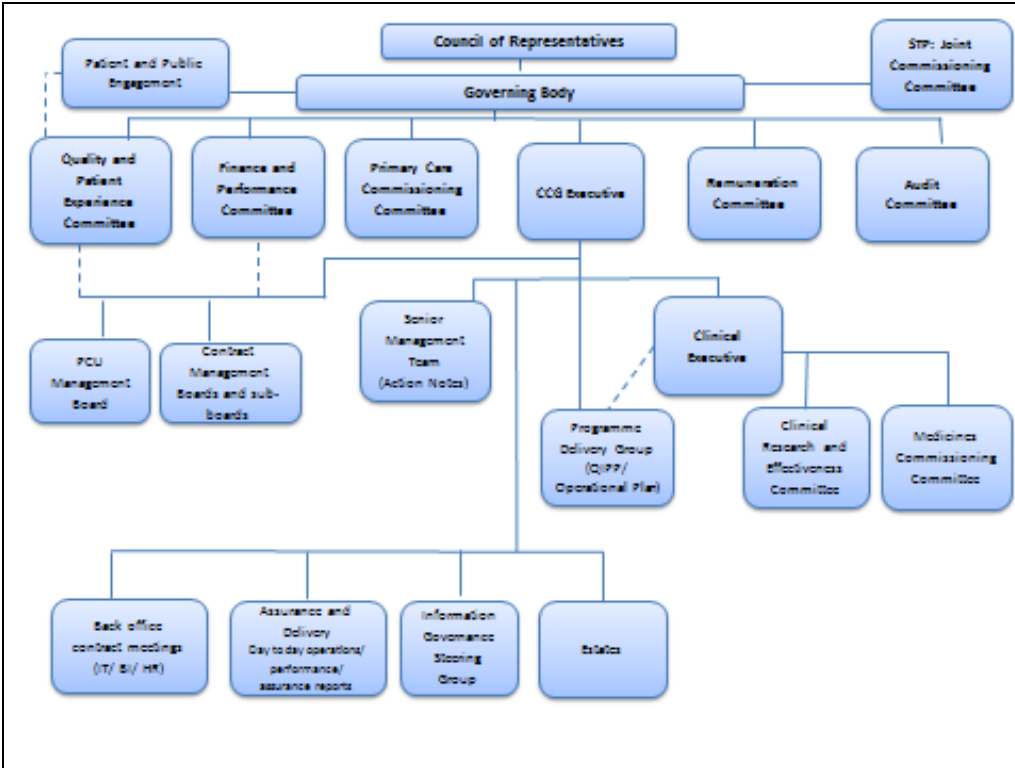 Council of Representatives
Patient and Public
Engagement
STP: Joint
Commissioning
Committee
Governing Body
Quality and
Patient
Experience
Committee
Finance and
Performance
Committee
Primary Care
Commissioning
Committee
CCG Executive
Remuneration
Committee
Audit
Committee
PCU
Management
Board
Contract
Management
Boards and sub-
boards
Senior
Management
Team
(Action Notes)
Clinical
Executive
Programme
Delivery Group
(QIPP/
Operational Plan)
Clinical
Research and
Effectiveness
Committee
Medicines
Commissioning
Committee
Back office
contract meetings
(IT/ BI/ HR)
Assurance and
Delivery
Day to day operations/
performance/
assurance reports
Information
Governance
Steering
Group
Estates